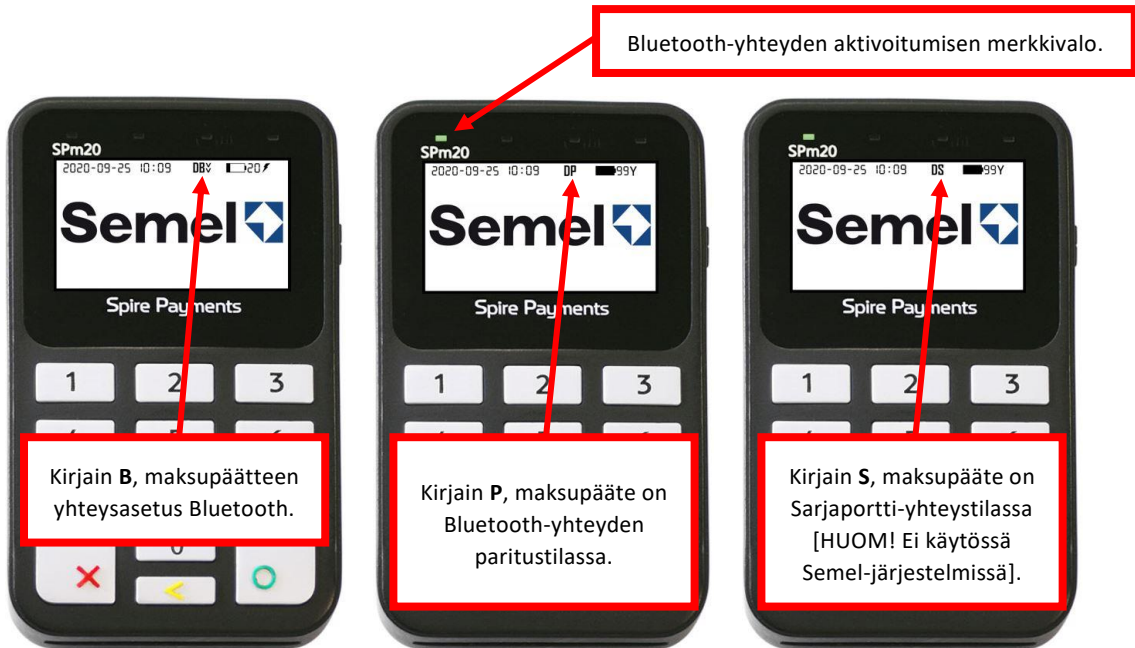 Bluetooth-yhteyden aktivoitumisen merkkivalo.
SPm20
2020-09-25 10:09 DB 20
Semel
Spire Payments
1 2 3
Kirjain B, maksupäätteen
yhteysasetus Bluetooth.
0
SPm20
2020-09-25 10:09 DP 99Y
Semel
Spire Payments
1 2 3
Kirjain P, maksupääte on
Bluetooth-yhteyden
paritustilassa.
SPm20
2020-09-25 10:09 DS 99Y
Semel
Spire Payments
1 2 3
Kirjain S, maksupääte on
Sarjaportti-yhteystilassa
[HUOM! Ei käytössä
Semel-järjestelmissä].